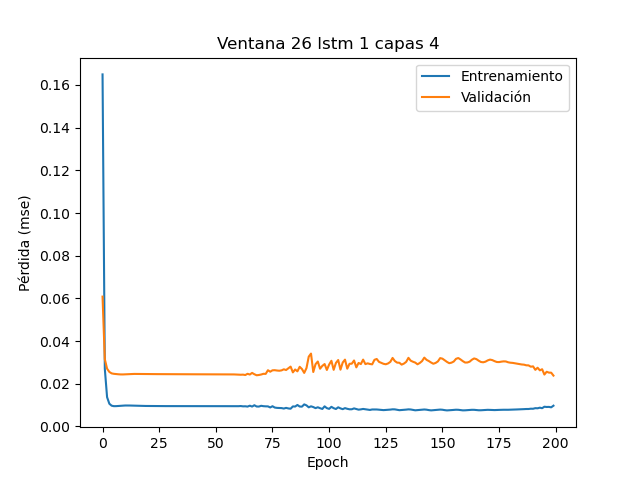 Ventana 26 lstm 1 capas 4
Entrenamiento
Validación
Pérdida (mse)
0.16
0.14
0.12
0.10
0.08
0.06
0.04
0.02
0.00
0 25 50 75 100 125 150 175 200
Epoch